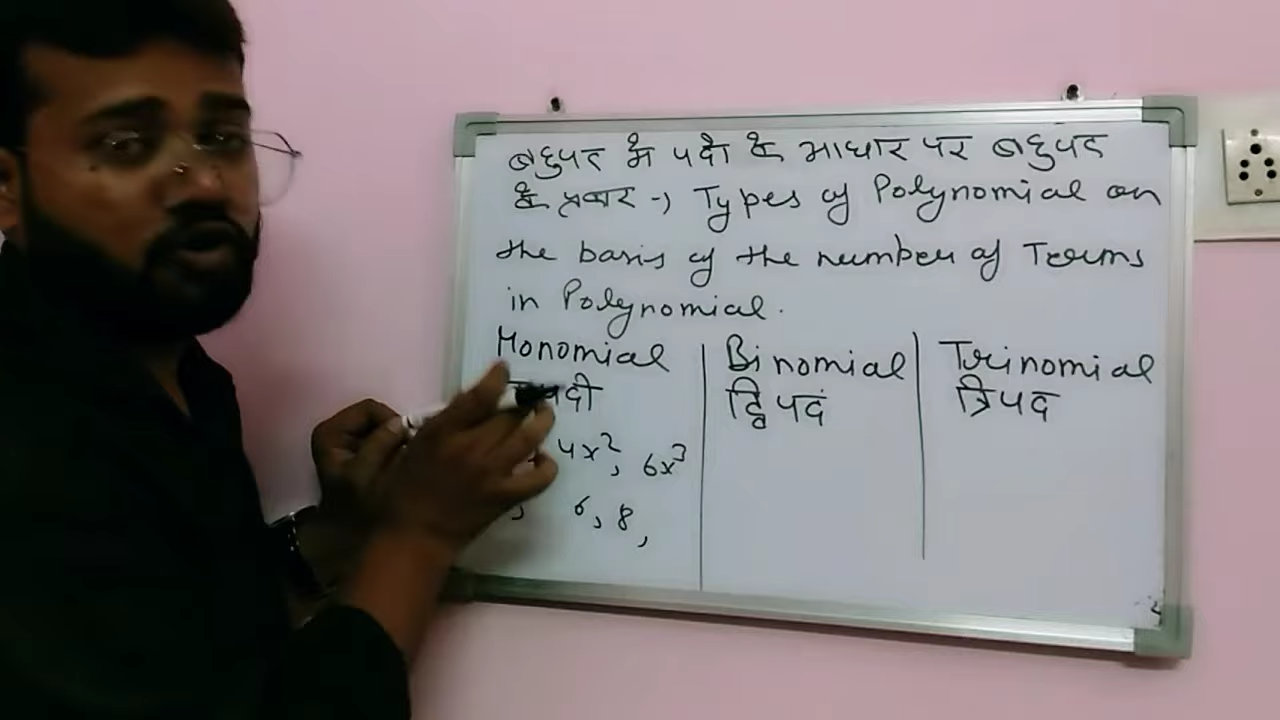 बहुपद में पदों के आधार पर बहुपद
के प्रकार -> Types of Polynomial on
the basis of the number of Terms
in Polynomial.
Monomial Binomial Trinomial
द्विपद त्रिपद
4x², 6x³
, 6, 8,